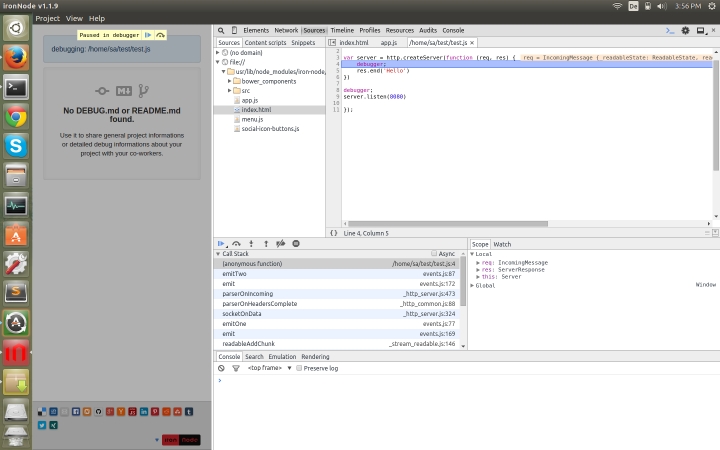 ironNode v1.1.9
De
3:56 PM
Project View Help
Paused in debugger
debugging: /home/sa/test/test.js
No DEBUG.md or README.md found.
Use it to share general project informations
or detailed debug informations about your
project with your co-workers.
iron Node
Elements Network Sources Timeline Profiles Resources Audits Console
Sources Content scripts Snippets
(no domain)
file://
usr/lib/node_modules/iron-node
bower_components
src
app.js
index.html
menu.js
social-icon-buttons.js
index.html app.js /home/sa/test/test.js ×
2
3 var server = http.createServer(function (req, res) { req = IncomingMessage {_readableState: ReadableState, rea
4 debugger;
5 res.end('Hello')
6 })
7
8 debugger;
9 server.listen(8080)
10
11 });
{} Line 4, Column 5
Call Stack Async
(anonymous function) /home/sa/test/test.js:4
emitTwo events.js:87
emit events.js:172
parserOnIncoming _http_server.js:473
parserOnHeadersComplete _http_common.js:88
socketOnData _http_server.js:324
emitOne events.js:77
emit events.js:169
readableAddChunk _stream_readable.js:146
Scope Watch
Local
req: IncomingMessage
res: ServerResponse
this: Server
Global Window
Console Search Emulation Rendering
<top frame> Preserve log